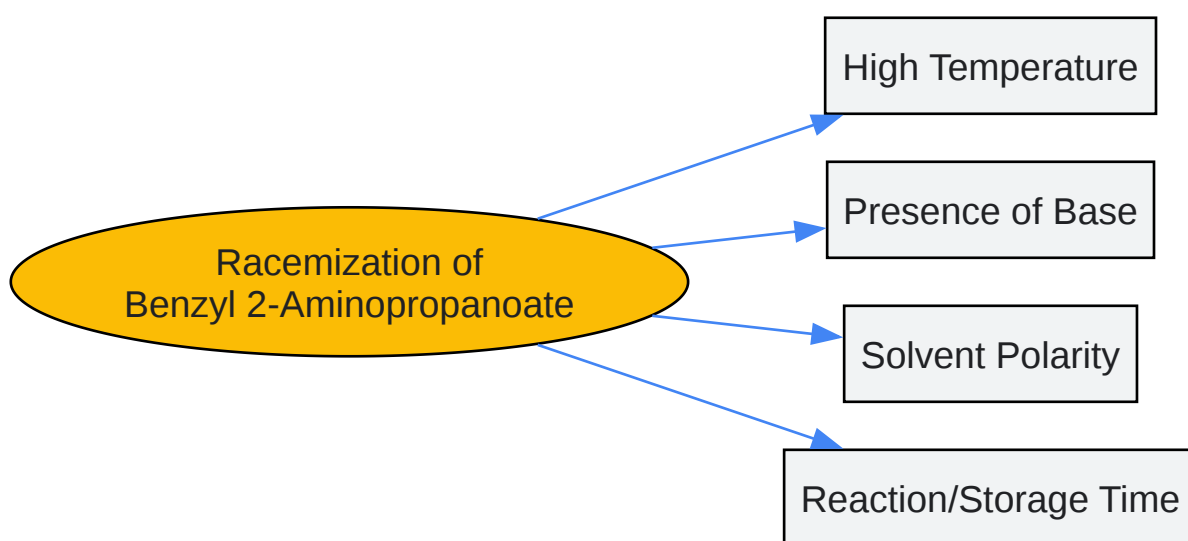 High Temperature
Presence of Base
Racemization of
Benzyl 2-Aminopropanoate
Solvent Polarity
Reaction/Storage Time